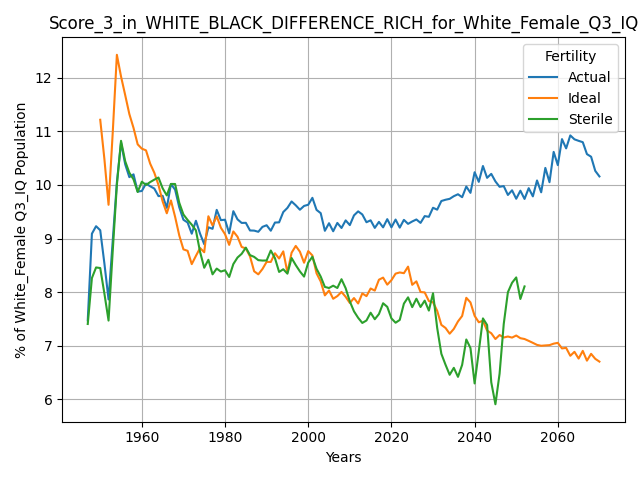 Score_3_in_WHITE_BLACK_DIFFERENCE_RICH_for_White_Female_Q3_IQ
% of White_Female Q3_IQ Population
12
11
10
9
8
7
6
Fertility
Actual
Ideal
Sterile
1960
1980
2000
2020
2040
2060
Years